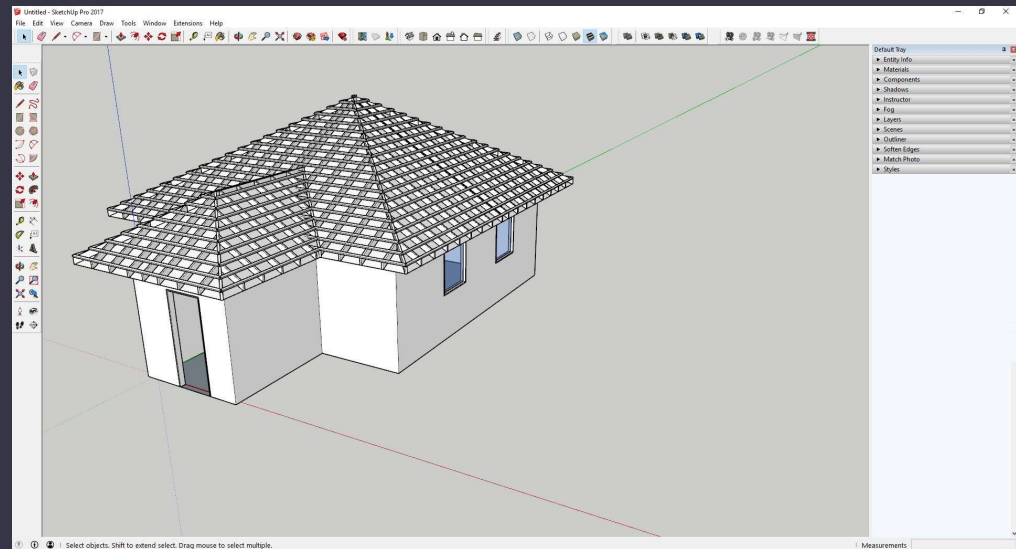 Untitled - SketchUp Pro 2017
File Edit View Camera Draw Tools Window Extensions Help
Default Tray
Entity Info
Materials
Components
Shadows
Instructor
Fog
Layers
Scenes
Outliner
Soften Edges
Match Photo
Styles
Select objects. Shift to extend select. Drag mouse to select multiple.
Measurements